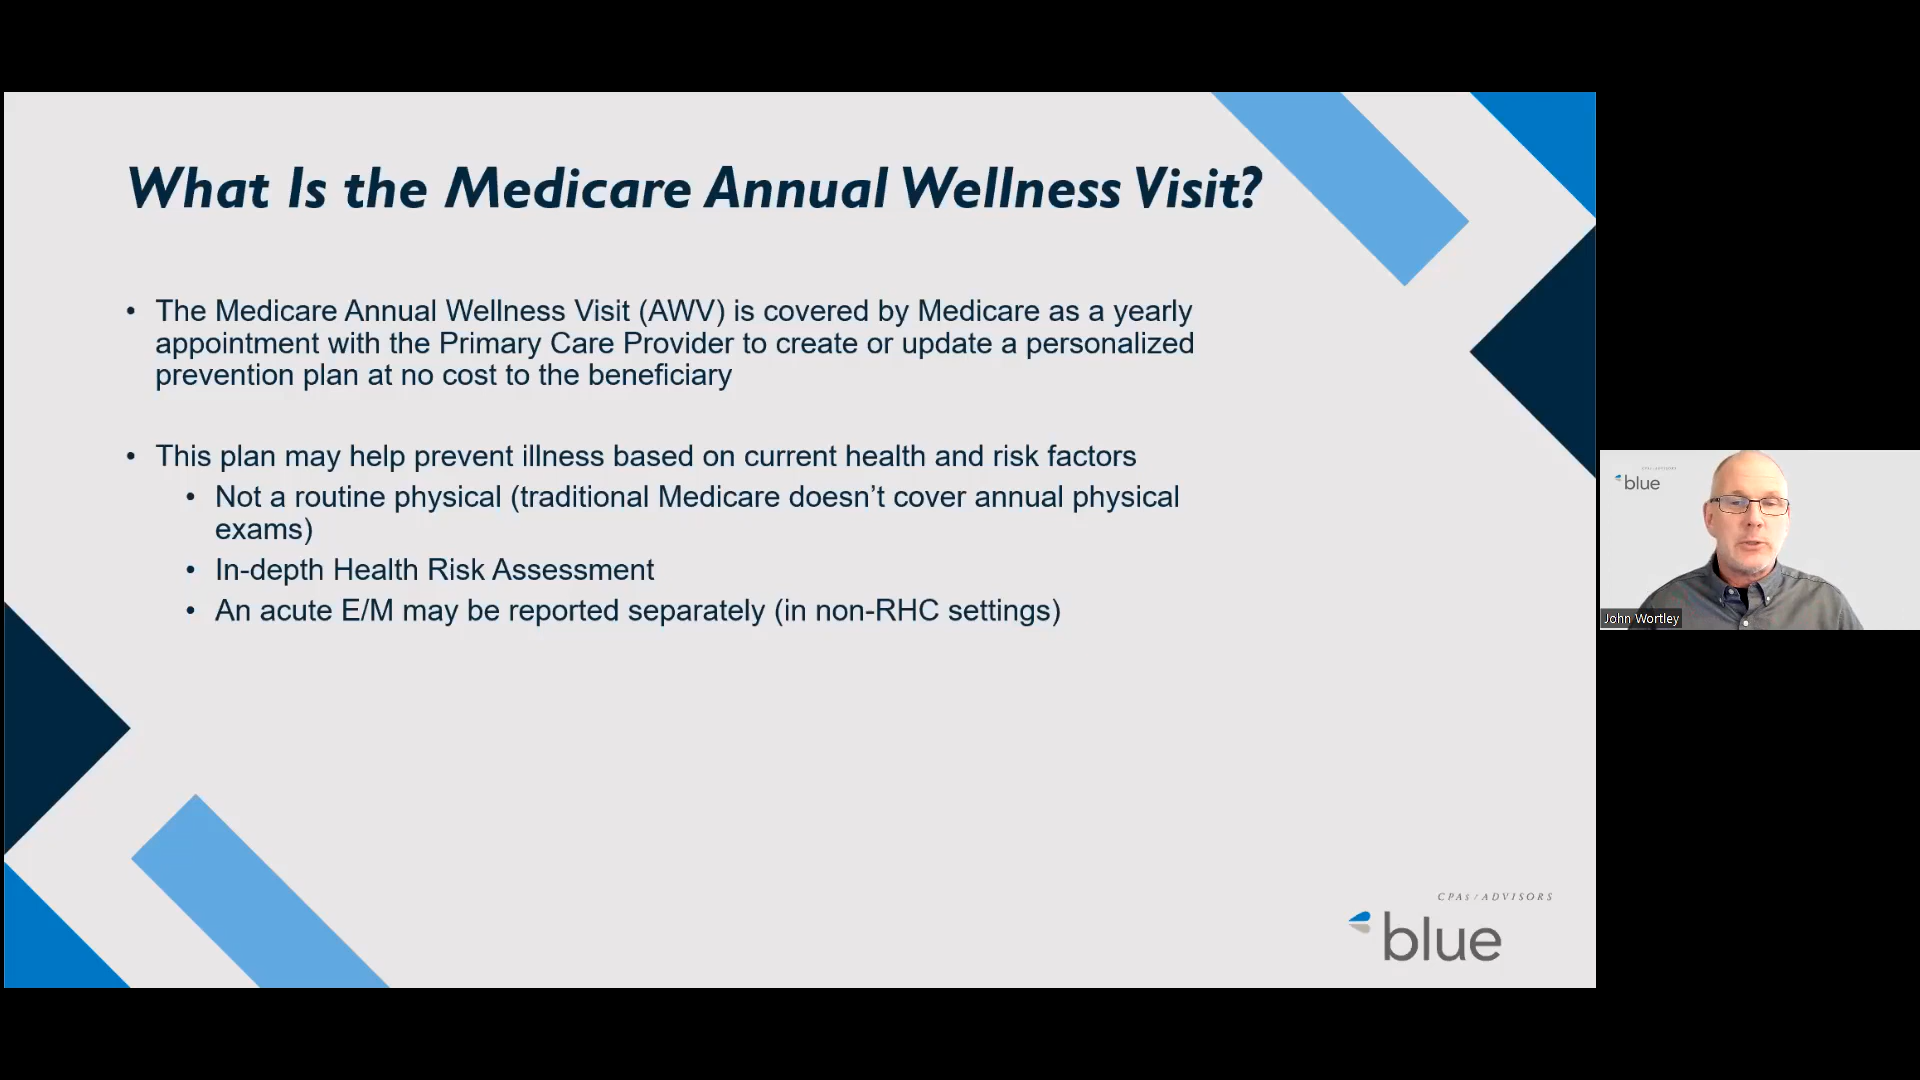 What Is the Medicare Annual Wellness Visit?
• The Medicare Annual Wellness Visit (AWV) is covered by Medicare as a yearly
appointment with the Primary Care Provider to create or update a personalized
prevention plan at no cost to the beneficiary
• This plan may help prevent illness based on current health and risk factors
• Not a routine physical (traditional Medicare doesn’t cover annual physical
exams)
• In-depth Health Risk Assessment
• An acute E/M may be reported separately (in non-RHC settings)
CPAs / ADVISORS
blue
blue
John Wortley